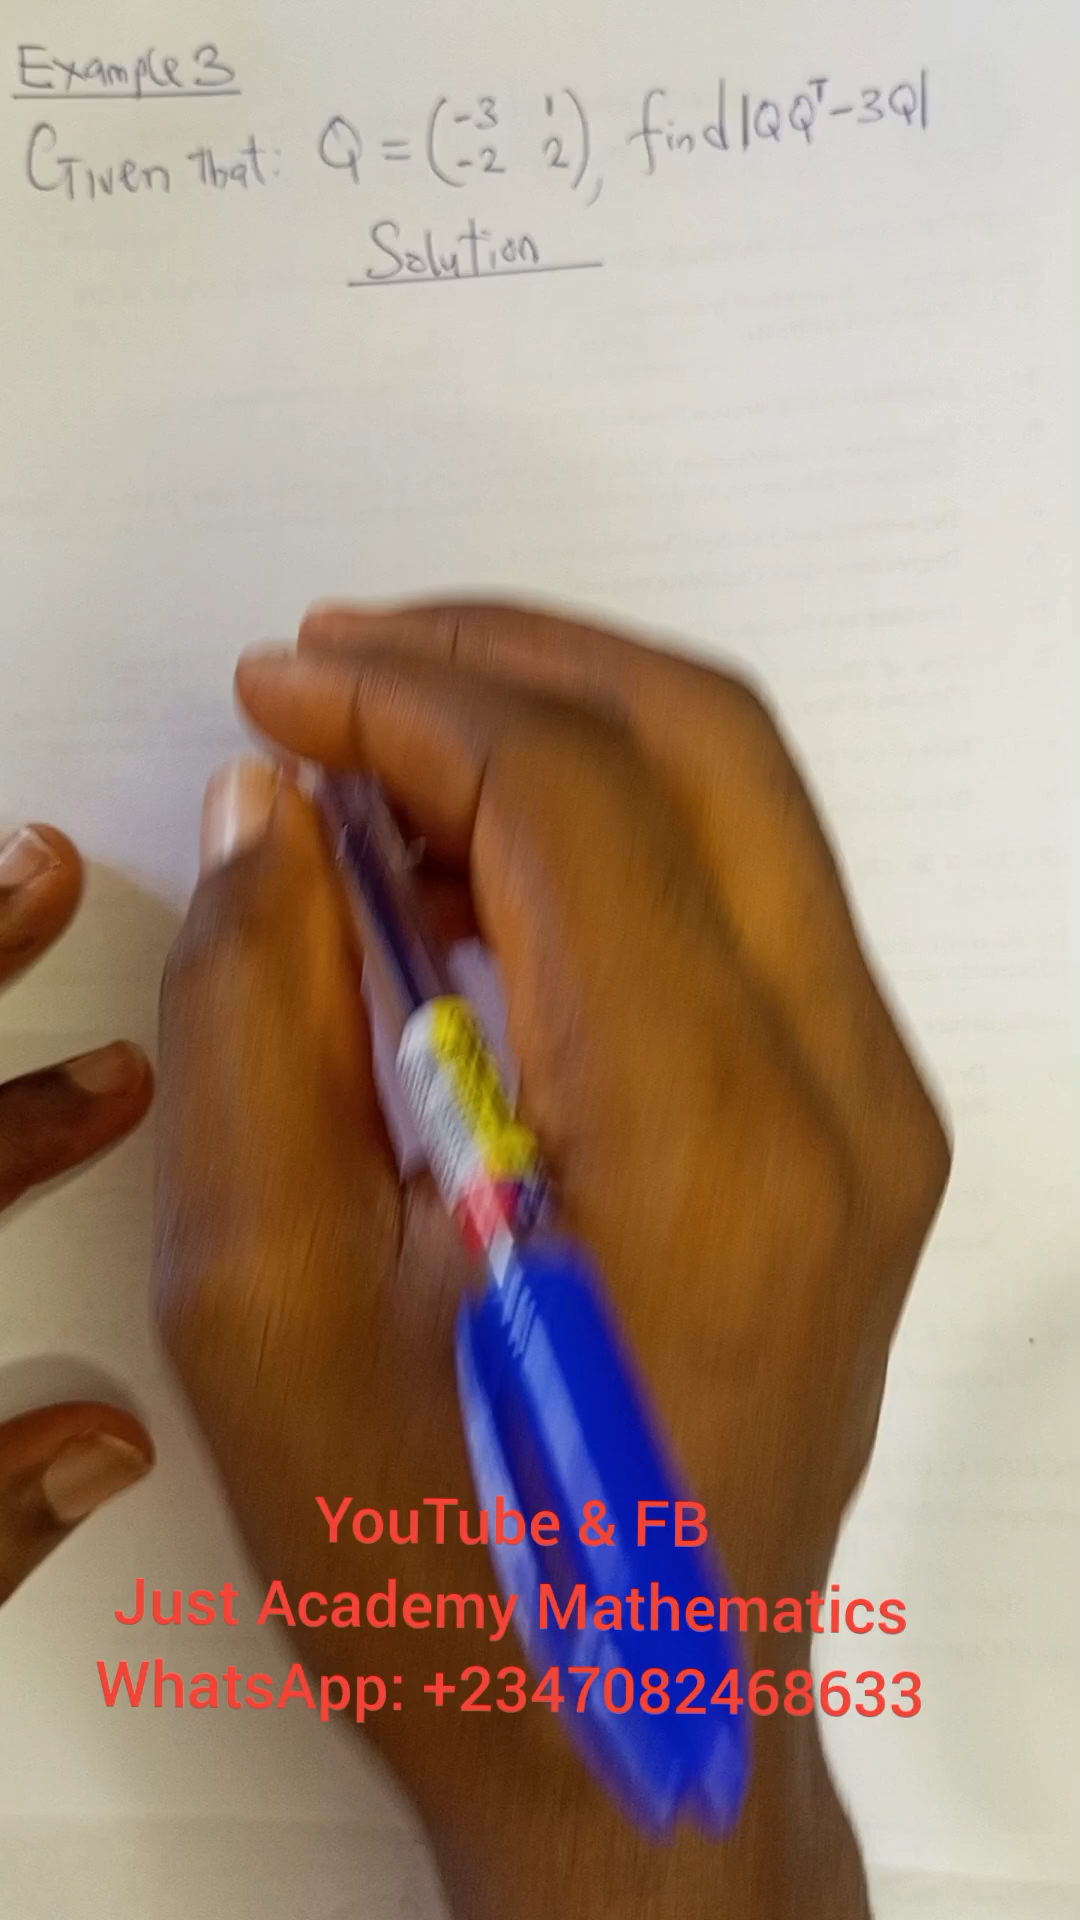 Example 3
Given that: Q = (-3 1
-2 2), find |QQᵀ-3Q|
Solution
YouTube & FB
Just Academy Mathematics
WhatsApp: +2347082468633